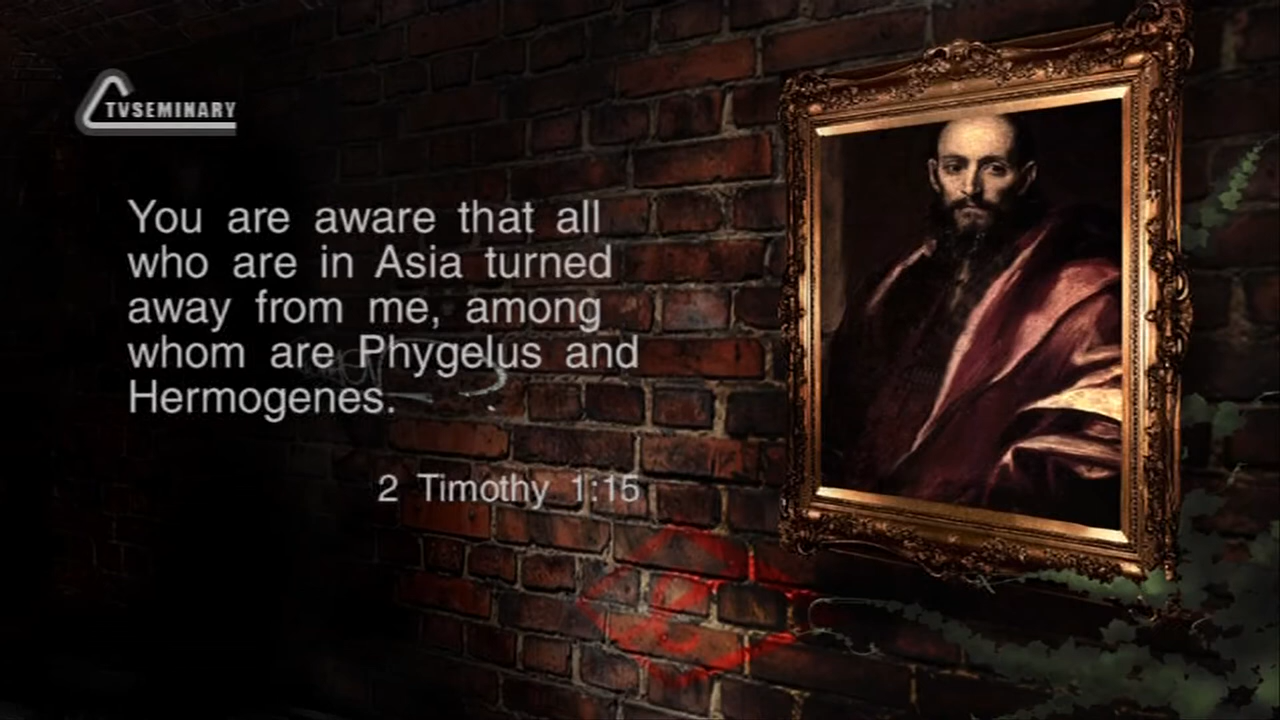 TVSEMINARY
You are aware that all
who are in Asia turned
away from me, among
whom are Phygelus and
Hermogenes.
2 Timothy 1:15